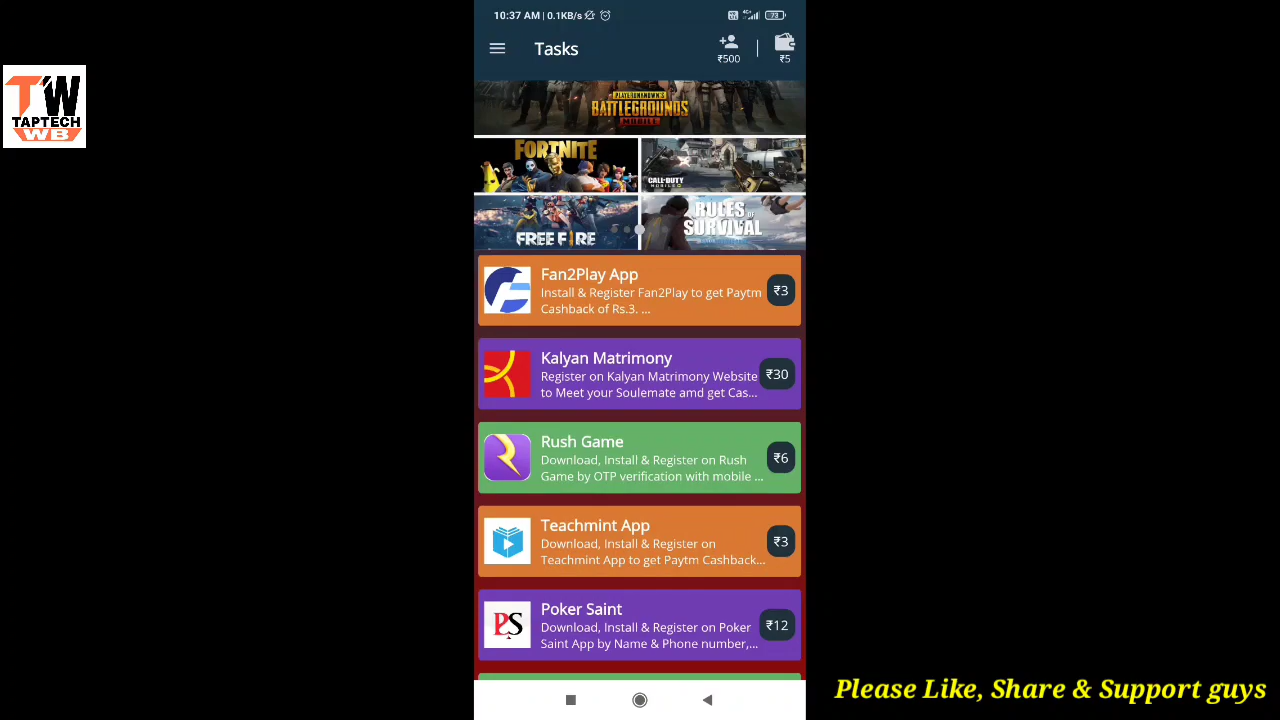 10:37 AM | 0.1KB/s
4G
73
TW
TAPTECH
WB
Tasks
₹500
₹5
PLAYERUNKNOWN'S
BATTLEGROUNDS
MOBILE
FORTNITE
CALL OF DUTY
MOBILE
FREE FIRE
RULES OF
SURVIVAL
Fan2Play App
Install & Register Fan2Play to get Paytm
Cashback of Rs.3. ...
₹3
Kalyan Matrimony
Register on Kalyan Matrimony Website
to Meet your Soulemate amd get Cas...
₹30
Rush Game
Download, Install & Register on Rush
Game by OTP verification with mobile ...
₹6
Teachmint App
Download, Install & Register on
Teachmint App to get Paytm Cashback...
₹3
PS
Poker Saint
Download, Install & Register on Poker
Saint App by Name & Phone number,...
₹12
Please Like, Share & Support guys